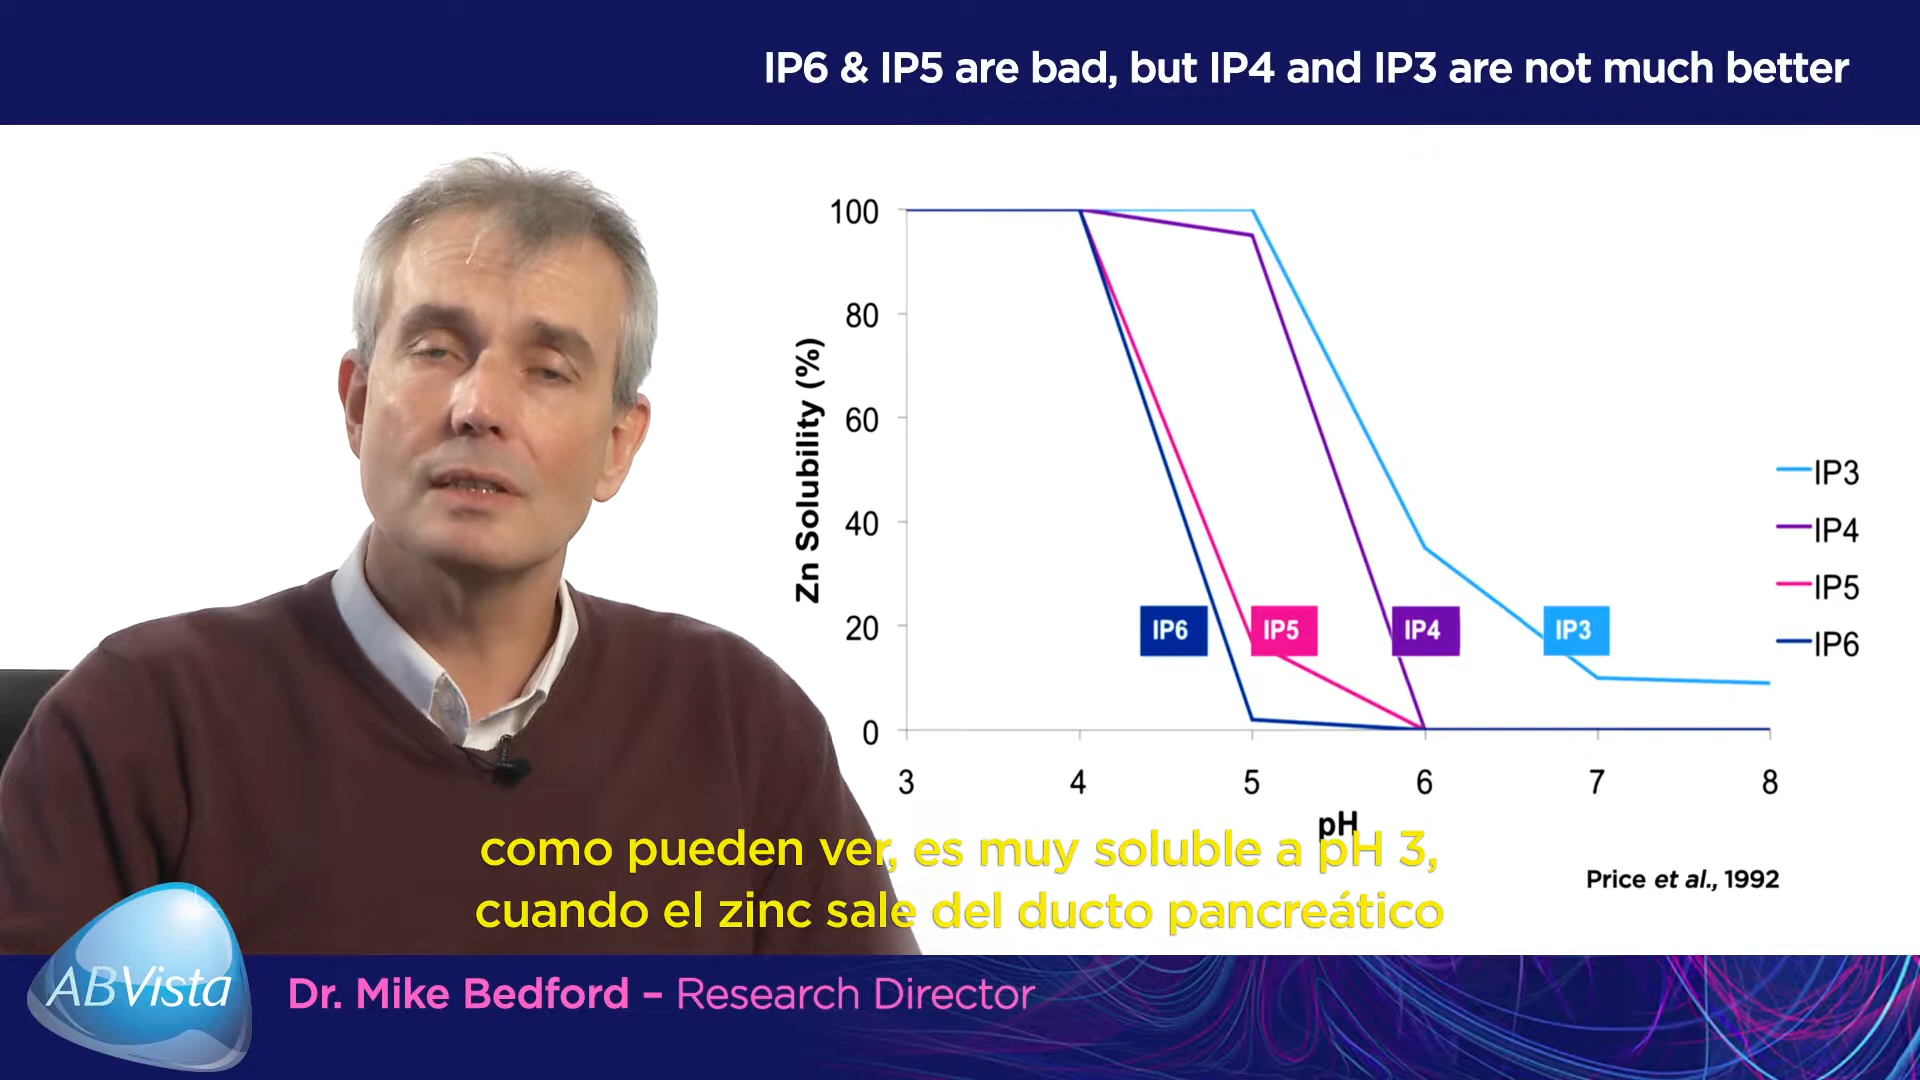 IP6 & IP5 are bad, but IP4 and IP3 are not much better
100
80
60
40
20
0
Zn Solubility (%)
3 4 5 6 7 8
pH
IP6 IP5 IP4 IP3
IP3
IP4
IP5
IP6
Price et al., 1992
como pueden ver, es muy soluble a pH 3,
cuando el zinc sale del ducto pancreático
ABVista
Dr. Mike Bedford – Research Director